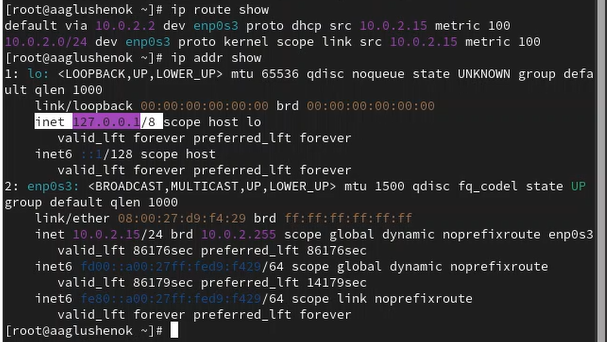 [root@aaglushenok ~]# ip route show
default via 10.0.2.2 dev enp0s3 proto dhcp src 10.0.2.15 metric 100
10.0.2.0/24 dev enp0s3 proto kernel scope link src 10.0.2.15 metric 100
[root@aaglushenok ~]# ip addr show
1: lo: <LOOPBACK,UP,LOWER_UP> mtu 65536 qdisc noqueue state UNKNOWN group defa
ult qlen 1000
link/loopback 00:00:00:00:00:00 brd 00:00:00:00:00:00
inet 127.0.0.1/8 scope host lo
valid_lft forever preferred_lft forever
inet6 ::1/128 scope host
valid_lft forever preferred_lft forever
2: enp0s3: <BROADCAST,MULTICAST,UP,LOWER_UP> mtu 1500 qdisc fq_codel state UP
group default qlen 1000
link/ether 08:00:27:d9:f4:29 brd ff:ff:ff:ff:ff:ff
inet 10.0.2.15/24 brd 10.0.2.255 scope global dynamic noprefixroute enp0s3
valid_lft 86176sec preferred_lft 86176sec
inet6 fd00::a00:27ff:fed9:f429/64 scope global dynamic noprefixroute
valid_lft 86179sec preferred_lft 14179sec
inet6 fe80::a00:27ff:fed9:f429/64 scope link noprefixroute
valid_lft forever preferred_lft forever
[root@aaglushenok ~]#